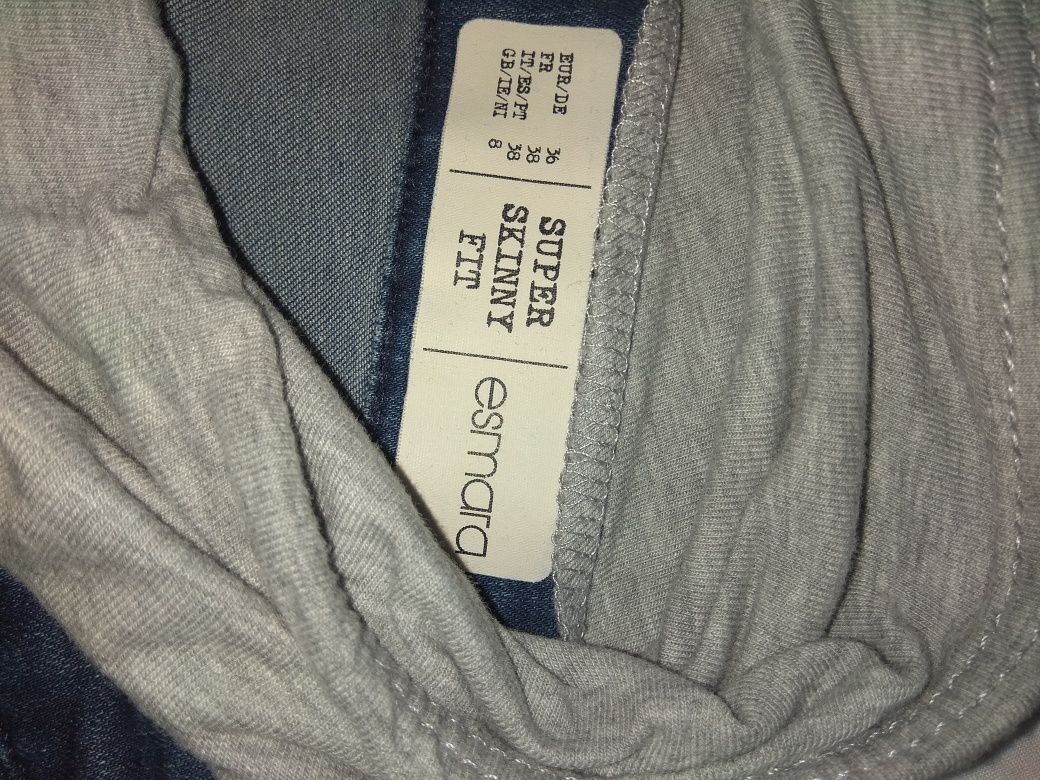 EUR/DE 36
FR 38
IT/ES/PT 38
GB/IE/NI 8
SUPER
SKINNY
FIT
esmara